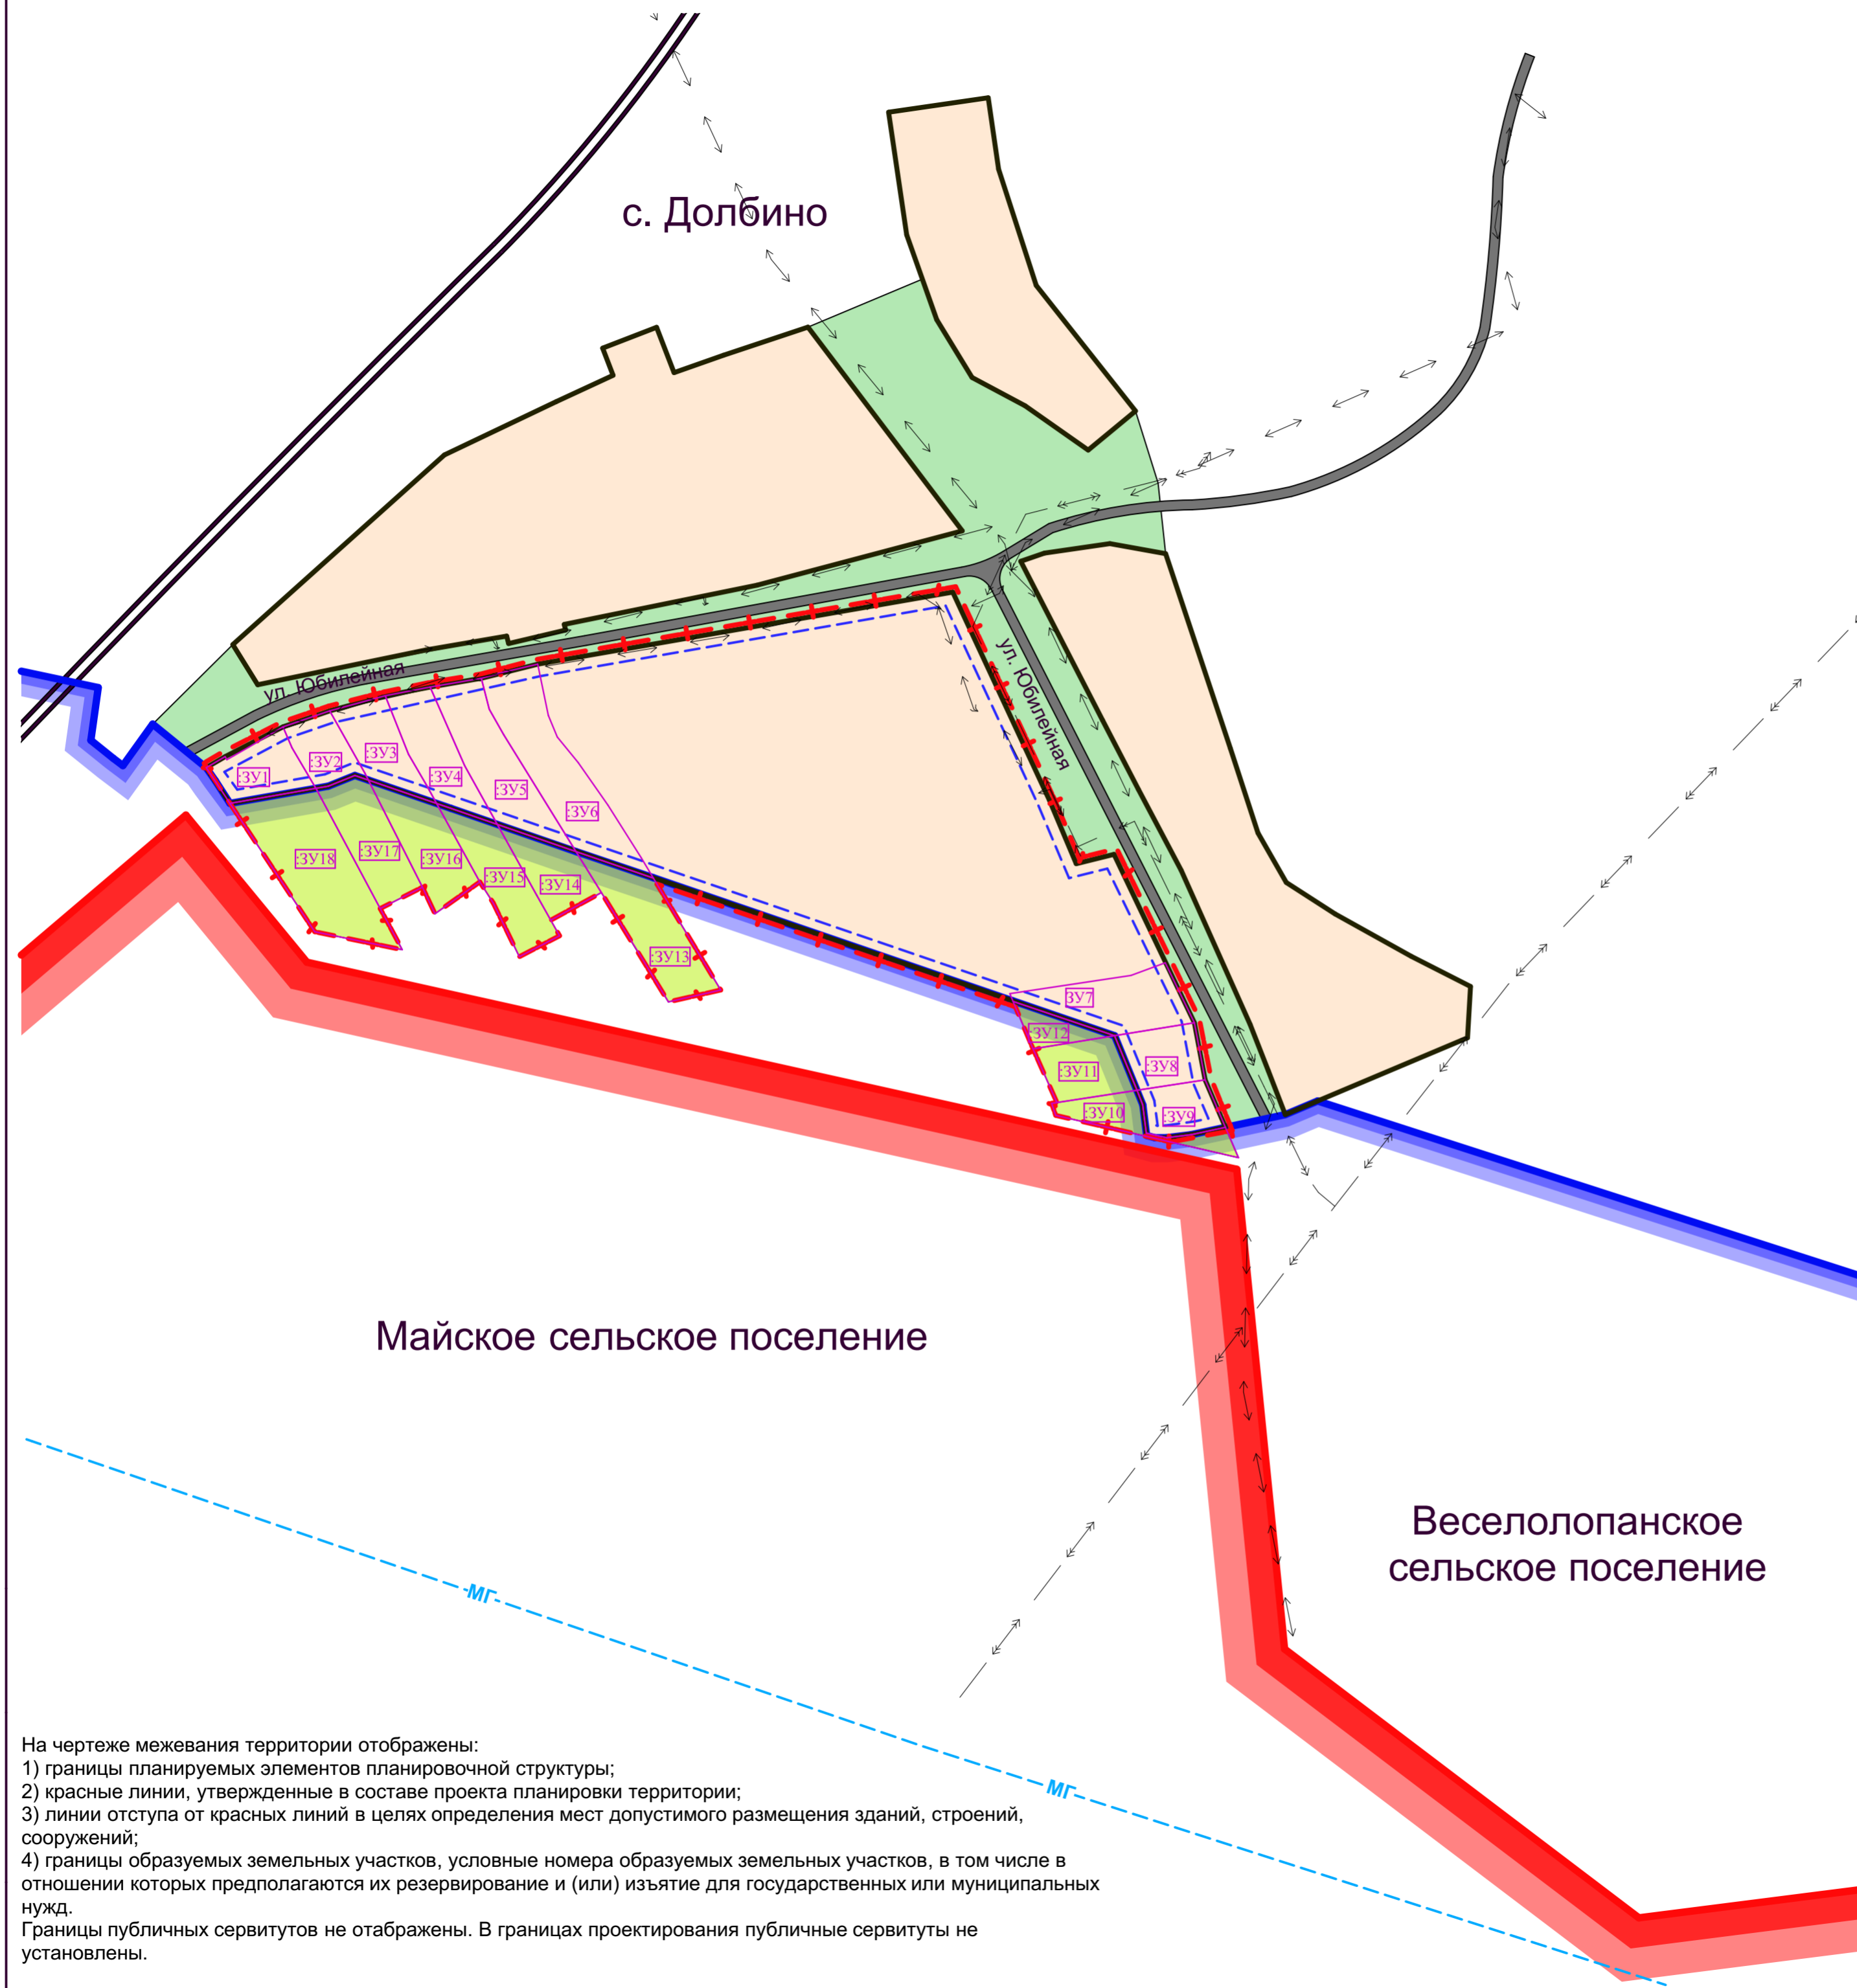 с. Долбино
ул. Юбилейная
ул. Юбилейная
:ЗУ1
:ЗУ2
:ЗУ3
:ЗУ4
:ЗУ5
:ЗУ6
:ЗУ18
:ЗУ17
:ЗУ16
:ЗУ15
:ЗУ14
:ЗУ13
ЗУ7
:ЗУ12
:ЗУ11
:ЗУ8
:ЗУ10
:ЗУ9
Майское сельское поселение
Веселолопанское
сельское поселение
МГ
МГ
На чертеже межевания территории отображены:
1) границы планируемых элементов планировочной структуры;
2) красные линии, утвержденные в составе проекта планировки территории;
3) линии отступа от красных линий в целях определения мест допустимого размещения зданий, строений,
сооружений;
4) границы образуемых земельных участков, условные номера образуемых земельных участков, в том числе в
отношении которых предполагаются их резервирование и (или) изъятие для государственных или муниципальных
нужд.
Границы публичных сервитутов не отабражены. В границах проектирования публичные сервитуты не
установлены.